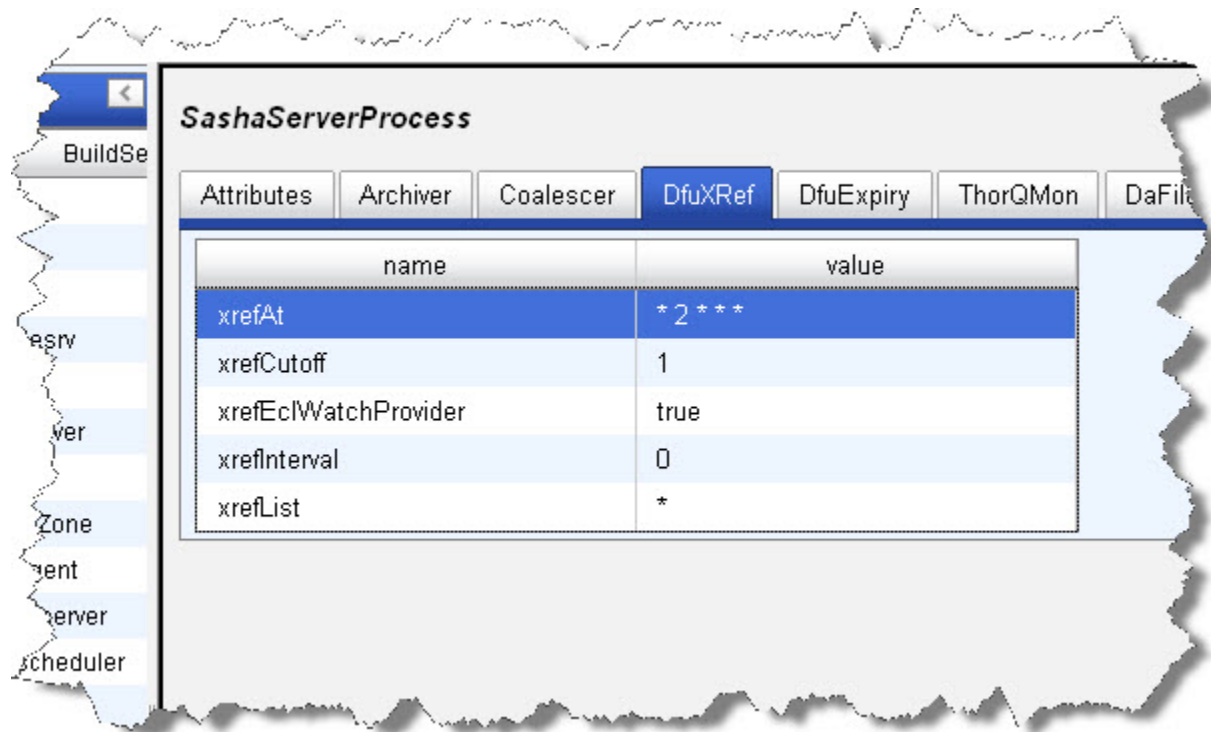 <
SashaServerProcess
BuildSe
Attributes Archiver Coalescer DfuXRef DfuExpiry ThorQMon DaFile
name value
xrefAt * 2 * * *
esrv
xrefCutoff 1
xrefEclWatchProvider true
ver
xrefInterval 0
xrefList *
Zone
ent
erver
cheduler